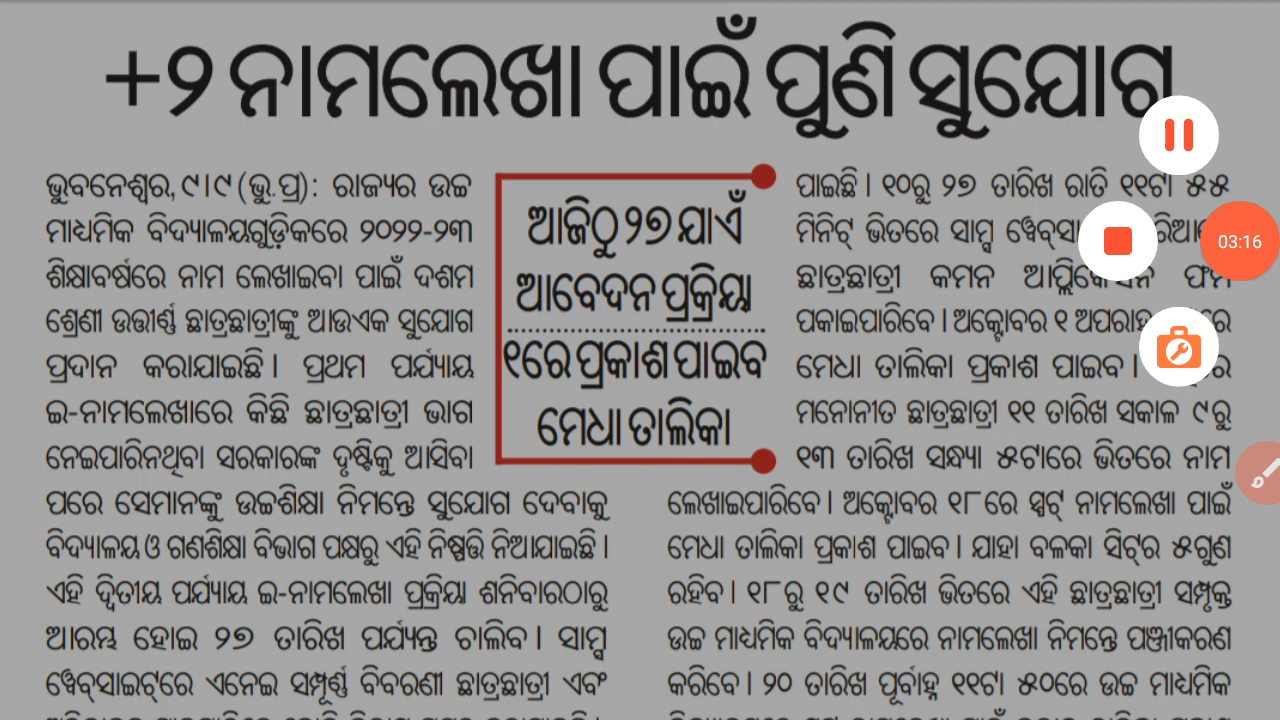 +୨ ନାମଲେଖା ପାଇଁ ପୁଣି ସୁଯୋଗ
ଭୁବନେଶ୍ୱର, ୯।୯ (ଭୁ.ପ୍ର): ରାଜ୍ୟର ଉଚ୍ଚ
ମାଧ୍ୟମିକ ବିଦ୍ୟାଳୟଗୁଡ଼ିକରେ ୨୦୨୨-୨୩
ଶିକ୍ଷାବର୍ଷରେ ନାମ ଲେଖାଇବା ପାଇଁ ଦଶମ
ଶ୍ରେଣୀ ଉତ୍ତୀର୍ଣ୍ଣ ଛାତ୍ରଛାତ୍ରୀଙ୍କୁ ଆଉଏକ ସୁଯୋଗ
ପ୍ରଦାନ କରାଯାଇଛି। ପ୍ରଥମ ପର୍ଯ୍ୟାୟ
ଇ-ନାମଲେଖାରେ କିଛି ଛାତ୍ରଛାତ୍ରୀ ଭାଗ
ନେଇପାରିନଥିବା ସରକାରଙ୍କ ଦୃଷ୍ଟିକୁ ଆସିବା
ପରେ ସେମାନଙ୍କୁ ଉଚ୍ଚଶିକ୍ଷା ନିମନ୍ତେ ସୁଯୋଗ ଦେବାକୁ
ବିଦ୍ୟାଳୟ ଓ ଗଣଶିକ୍ଷା ବିଭାଗ ପକ୍ଷରୁ ଏହି ନିଷ୍ପତ୍ତି ନିଆଯାଇଛି।
ଏହି ଦ୍ୱିତୀୟ ପର୍ଯ୍ୟାୟ ଇ-ନାମଲେଖା ପ୍ରକ୍ରିୟା ଶନିବାରଠାରୁ
ଆରମ୍ଭ ହୋଇ ୨୭ ତାରିଖ ପର୍ଯ୍ୟନ୍ତ ଚାଲିବ। ସାମ୍ସ
ୱେବ୍‌ସାଇଟ୍‌ରେ ଏନେଇ ସମ୍ପୂର୍ଣ୍ଣ ବିବରଣୀ ଛାତ୍ରଛାତ୍ରୀ ଏବଂ
ଆଜିଠୁ ୨୭ ଯାଏଁ
ଆବେଦନ ପ୍ରକ୍ରିୟା
୧ରେ ପ୍ରକାଶ ପାଇବ
ମେଧା ତାଲିକା
ପାଇଛି। ୧୦ରୁ ୨୭ ତାରିଖ ରାତି ୧୧ଟା ୫୫
ମିନିଟ୍ ଭିତରେ ସାମ୍ସ
ଛାତ୍ରଛାତ୍ରୀ କମନ ଆପ୍ଲିକେସନ ଫର୍ମ
ପକାଇପାରିବେ। ଅକ୍ଟୋବର ୧ ଅପରାହ୍ନ
ମେଧା ତାଲିକା ପ୍ରକାଶ ପାଇବ।
ମନୋନୀତ ଛାତ୍ରଛାତ୍ରୀ ୧୧ ତାରିଖ ସକାଳ ୯ରୁ
୧୩ ତାରିଖ ସନ୍ଧ୍ୟା ୫ଟାରେ ଭିତରେ ନାମ
ଲେଖାଇପାରିବେ। ଅକ୍ଟୋବର ୧୮ରେ ସ୍ପଟ୍ ନାମଲେଖା ପାଇଁ
ମେଧା ତାଲିକା ପ୍ରକାଶ ପାଇବ। ଯାହା ବଳକା ସିଟ୍‌ର ୫ଗୁଣ
ରହିବ। ୧୮ରୁ ୧୯ ତାରିଖ ଭିତରେ ଏହି ଛାତ୍ରଛାତ୍ରୀ ସମ୍ପୃକ୍ତ
ଉଚ୍ଚ ମାଧ୍ୟମିକ ବିଦ୍ୟାଳୟରେ ନାମଲେଖା ନିମନ୍ତେ ପଞ୍ଜୀକରଣ
କରିବେ। ୨୦ ତାରିଖ ପୂର୍ବାହ୍ନ ୧୧ଟା ୫୦ରେ ଉଚ୍ଚ ମାଧ୍ୟମିକ
03:16